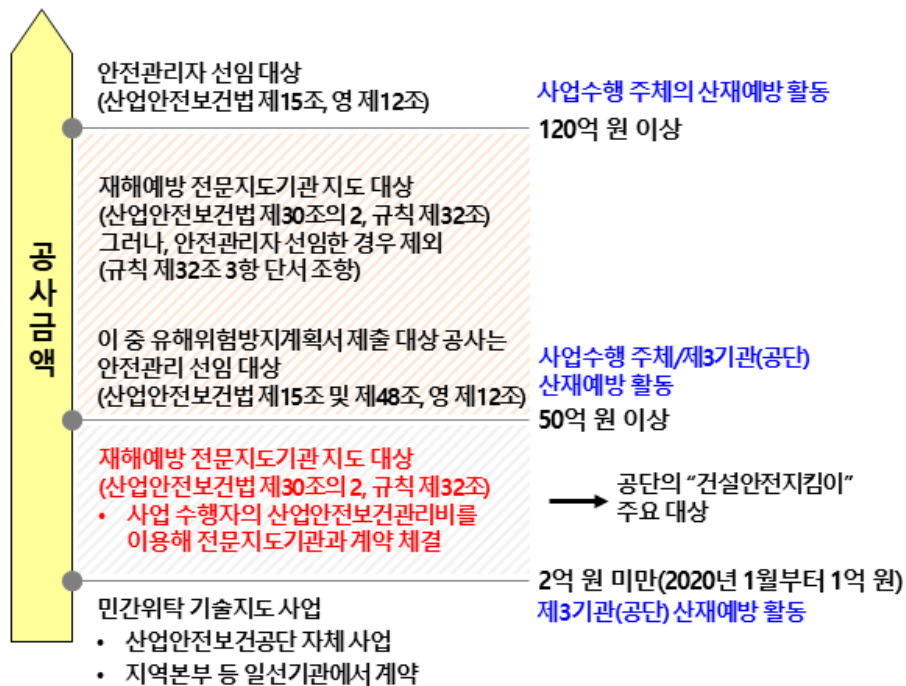 안전관리자 선임 대상
(산업안전보건법 제15조, 영 제12조)
사업수행 주체의 산재예방 활동
120억 원 이상
재해예방 전문지도기관 지도 대상
(산업안전보건법 제30조의 2, 규칙 제32조)
그러나, 안전관리자 선임한 경우 제외
(규칙 제32조 3항 단서 조항)
공사금액
이 중 유해위험방지계획서 제출 대상 공사는
안전관리 선임 대상
(산업안전보건법 제15조 및 제48조, 영 제12조)
사업수행 주체/제3기관(공단)
산재예방 활동
50억 원 이상
재해예방 전문지도기관 지도 대상
(산업안전보건법 제30조의 2, 규칙 제32조)
• 사업 수행자의 산업안전보건관리비를
이용해 전문지도기관과 계약 체결
공단의 “건설안전지킴이”
주요 대상
2억 원 미만(2020년 1월부터 1억 원)
제3기관(공단) 산재예방 활동
민간위탁 기술지도 사업
• 산업안전보건공단 자체 사업
• 지역본부 등 일선기관에서 계약